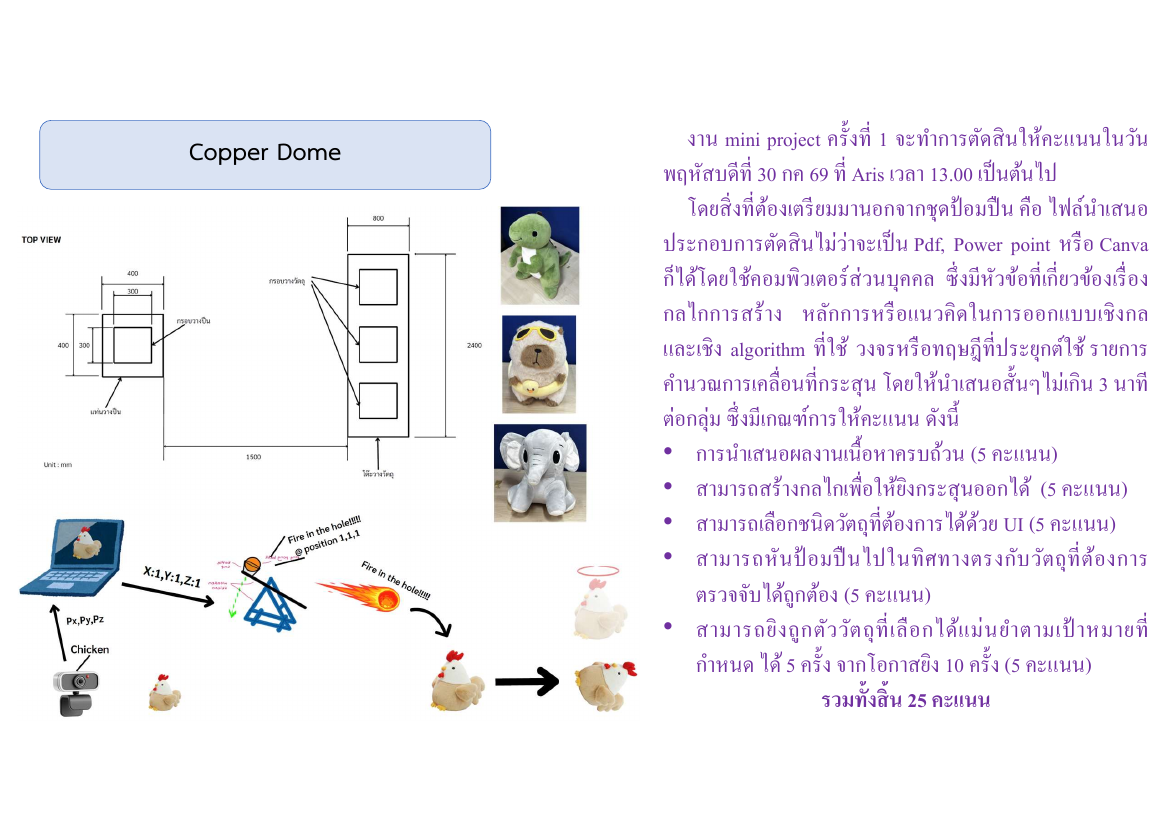 Copper Dome
TOP VIEW
800
400
300
กรอบวางวัตถุ
กรอบวางปืน
400
300
2400
แท่นวางปืน
1500
Unit : mm
โต๊ะวางวัตถุ
Fire in the hole!!!!!
@ position 1,1,1
X:1,Y:1,Z:1
Fire in the hole!!!!!
Px,Py,Pz
Chicken
งาน mini project ครั้งที่ 1 จะทำการตัดสินให้คะแนนในวัน
พฤหัสบดีที่ 30 กค 69 ที่ Aris เวลา 13.00 เป็นต้นไป
โดยสิ่งที่ต้องเตรียมมานอกจากชุดป้อมปืน คือ ไฟล์นำเสนอ
ประกอบการตัดสินไม่ว่าจะเป็น Pdf, Power point หรือ Canva
ก็ได้โดยใช้คอมพิวเตอร์ส่วนบุคคล ซึ่งมีหัวข้อที่เกี่ยวข้องเรื่อง
กลไกการสร้าง หลักการหรือแนวคิดในการออกแบบเชิงกล
และเชิง algorithm ที่ใช้ วงจรหรือทฤษฎีที่ประยุกต์ใช้ รายการ
คำนวณการเคลื่อนที่กระสุน โดยให้นำเสนอสั้นๆไม่เกิน 3 นาที
ต่อกลุ่ม ซึ่งมีเกณฑ์การให้คะแนน ดังนี้
• การนำเสนอผลงานเนื้อหาครบถ้วน (5 คะแนน)
• สามารถสร้างกลไกเพื่อให้ยิงกระสุนออกได้ (5 คะแนน)
• สามารถเลือกชนิดวัตถุที่ต้องการได้ด้วย UI (5 คะแนน)
• สามารถหันป้อมปืนไปในทิศทางตรงกับวัตถุที่ต้องการ
ตรวจจับได้ถูกต้อง (5 คะแนน)
• สามารถยิงถูกตัววัตถุที่เลือกได้แม่นยำตามเป้าหมายที่
กำหนด ได้ 5 ครั้ง จากโอกาสยิง 10 ครั้ง (5 คะแนน)
รวมทั้งสิ้น 25 คะแนน